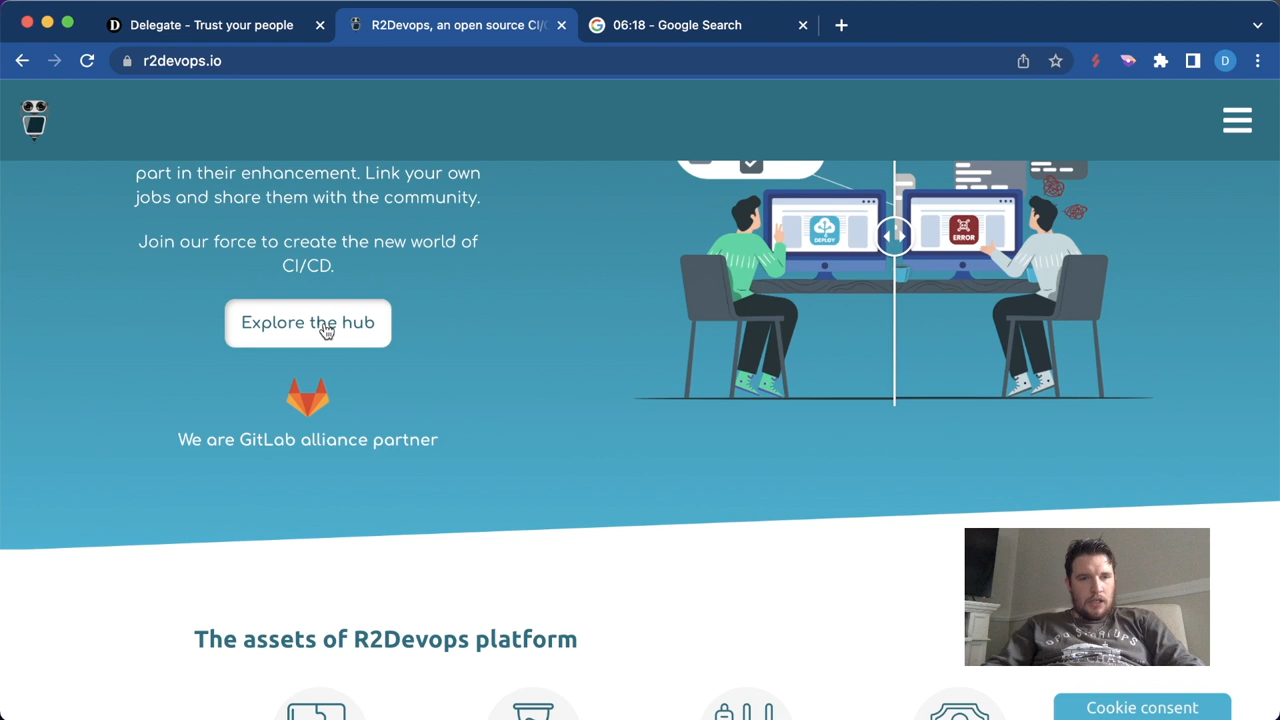 Delegate - Trust your people
R2Devops, an open source CI/C
06:18 - Google Search
r2devops.io
D
part in their enhancement. Link your own
jobs and share them with the community.
Join our force to create the new world of
CI/CD.
Explore the hub
We are GitLab alliance partner
DEPLOY
ERROR
The assets of R2Devops platform
Cookie consent